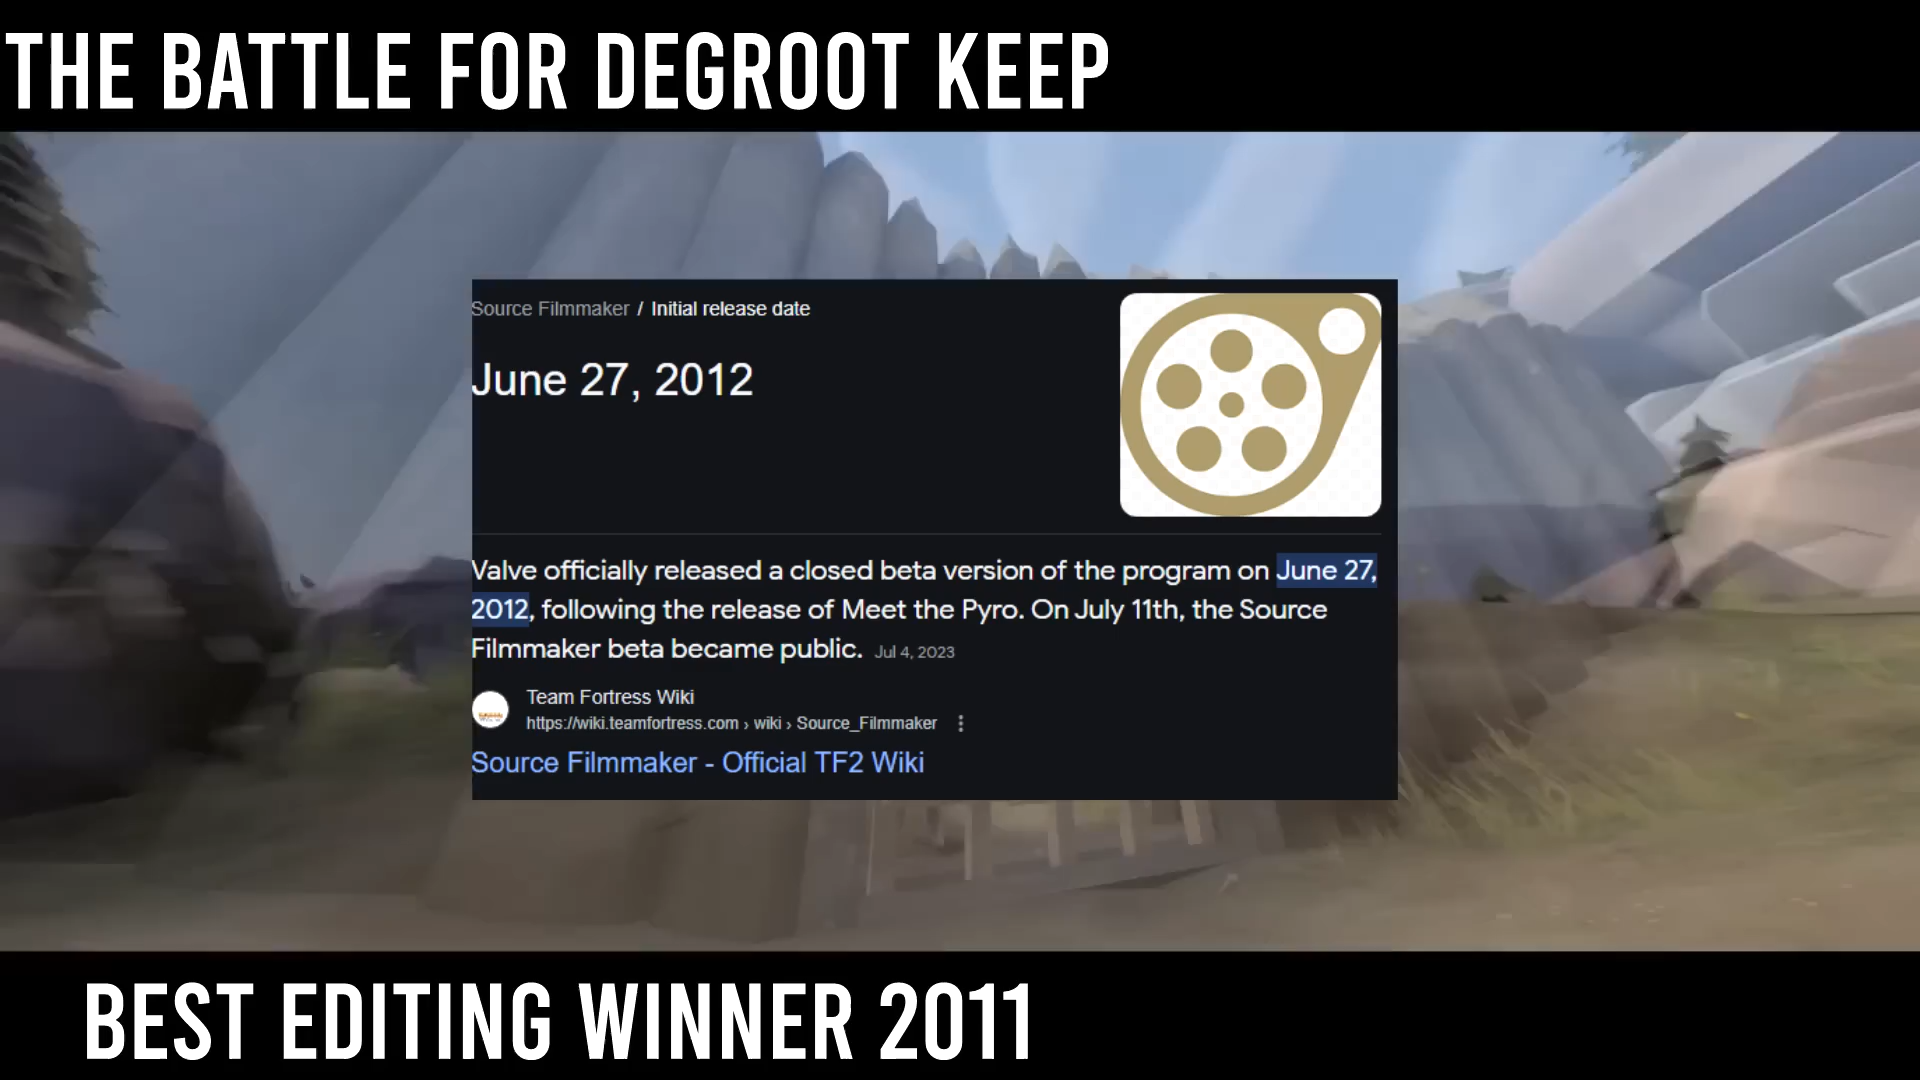 THE BATTLE FOR DEGROOT KEEP
Source Filmmaker / Initial release date
June 27, 2012
Valve officially released a closed beta version of the program on June 27,
2012, following the release of Meet the Pyro. On July 11th, the Source
Filmmaker beta became public. Jul 4, 2023
Team Fortress Wiki
https://wiki.teamfortress.com › wiki › Source_Filmmaker
Source Filmmaker - Official TF2 Wiki
BEST EDITING WINNER 2011